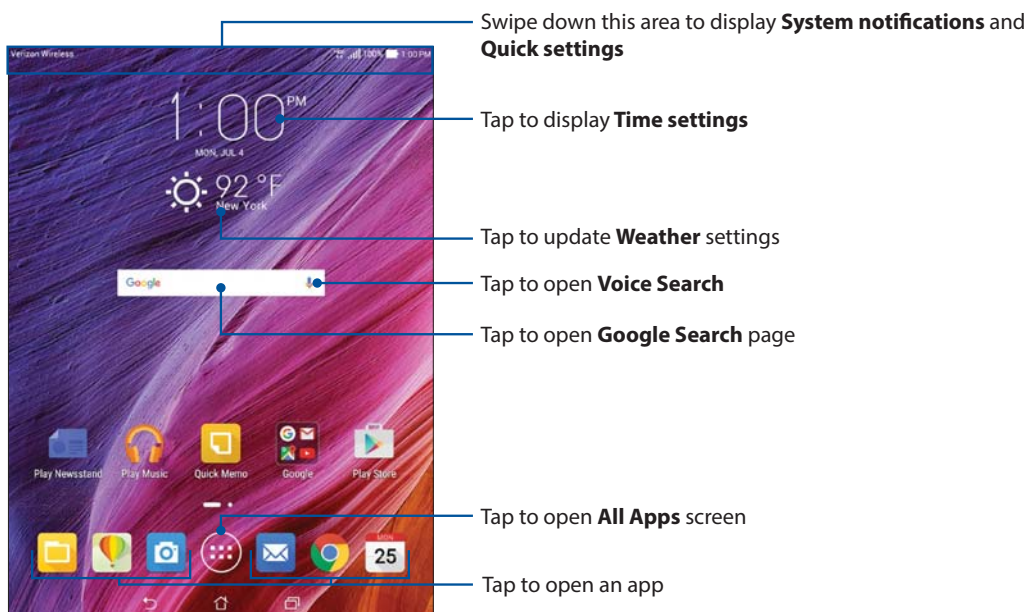 Swipe down this area to display System notifications and
Quick settings
Verizon Wireless
100% 1:00 PM
1:00 PM
Tap to display Time settings
MON, JUL 4
92 °F
New York
Tap to update Weather settings
Google
Tap to open Voice Search
Tap to open Google Search page
Play Newsstand Play Music Quick Memo Google Play Store
Tap to open All Apps screen
MON
25
Tap to open an app